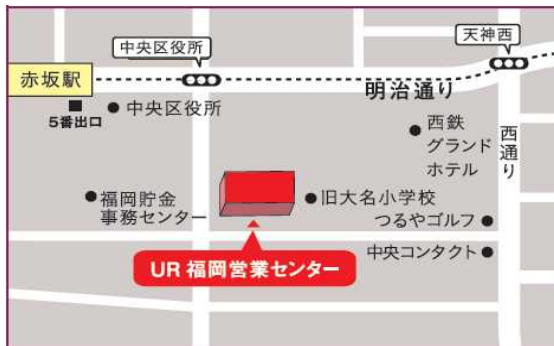 中央区役所
天神西
赤坂駅
明治通り
5番出口
中央区役所
西鉄
グランド
ホテル
西通り
福岡貯金
事務センター
旧大名小学校
つるやゴルフ
中央コンタクト
UR 福岡営業センター